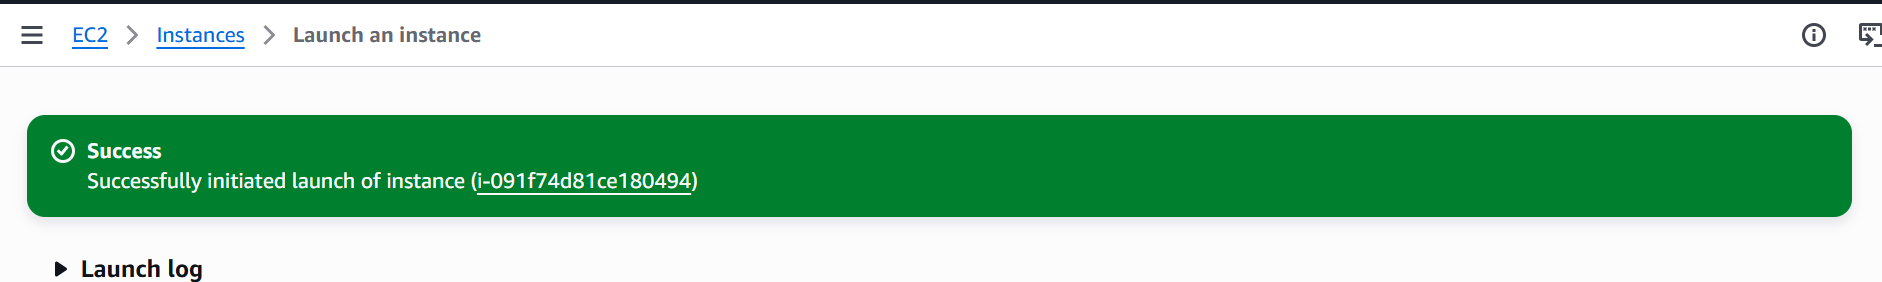 EC2 Instances Launch an instance
Success
Successfully initiated launch of instance (i-091f74d81ce180494)
Launch log